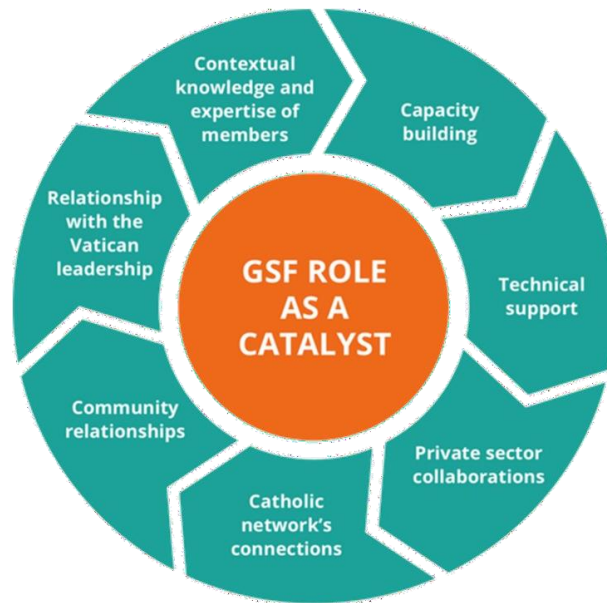 GSF ROLE
AS A
CATALYST
Contextual
knowledge and
expertise of
members
Capacity
building
Technical
support
Private sector
collaborations
Catholic
network's
connections
Community
relationships
Relationship
with the
Vatican
leadership